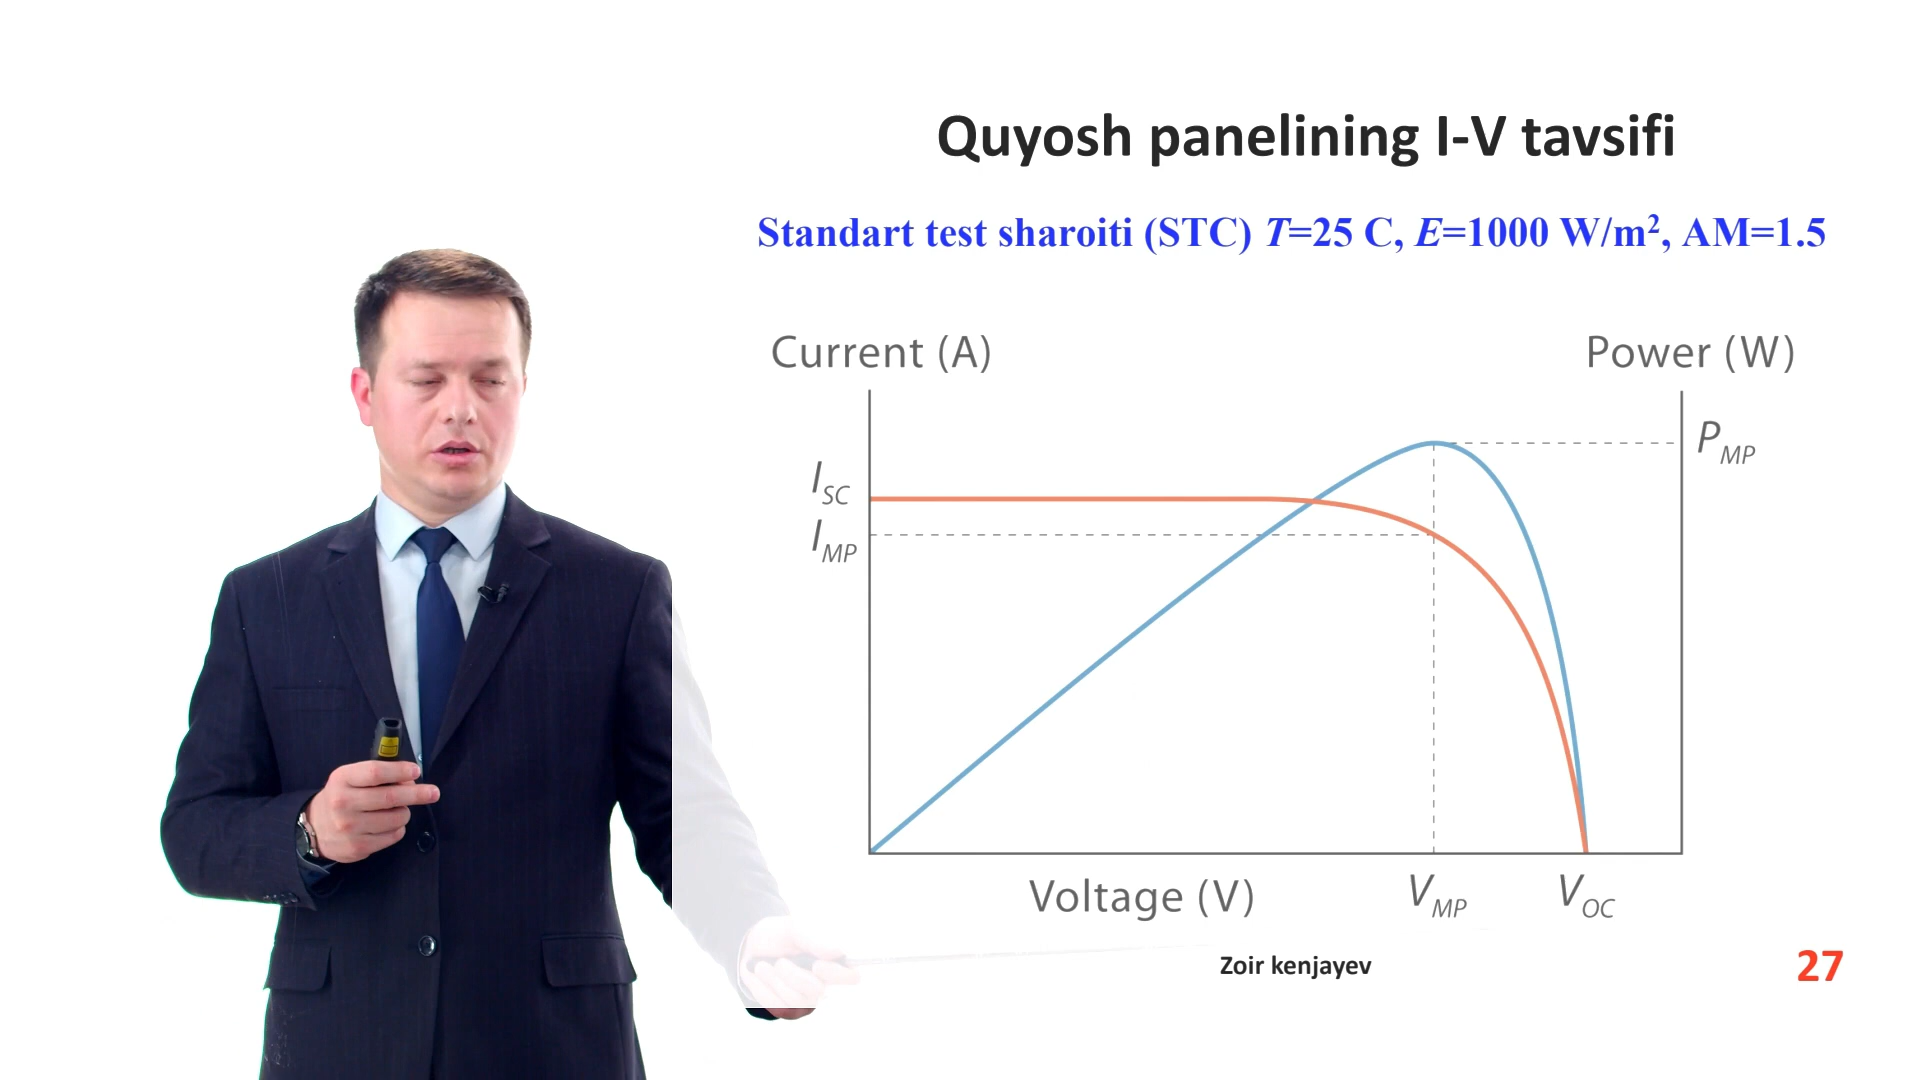 Quyosh panelining I-V tavsifi
Standart test sharoiti (STC) T=25 C, E=1000 W/m², AM=1.5
Current (A)
Power (W)
P_MP
I_SC
I_MP
Voltage (V)
V_MP
V_OC
Zoir kenjayev
27